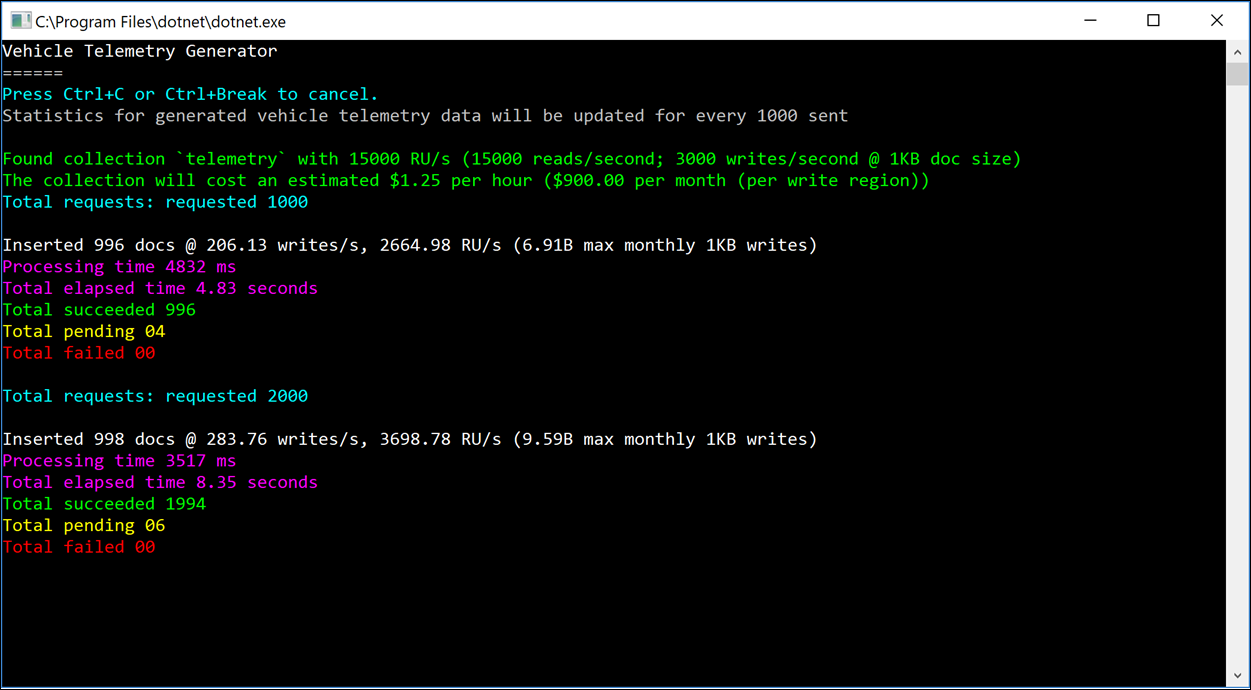 C:\Program Files\dotnet\dotnet.exe
Vehicle Telemetry Generator
======
Press Ctrl+C or Ctrl+Break to cancel.
Statistics for generated vehicle telemetry data will be updated for every 1000 sent
Found collection `telemetry` with 15000 RU/s (15000 reads/second; 3000 writes/second @ 1KB doc size)
The collection will cost an estimated $1.25 per hour ($900.00 per month (per write region))
Total requests: requested 1000
Inserted 996 docs @ 206.13 writes/s, 2664.98 RU/s (6.91B max monthly 1KB writes)
Processing time 4832 ms
Total elapsed time 4.83 seconds
Total succeeded 996
Total pending 04
Total failed 00
Total requests: requested 2000
Inserted 998 docs @ 283.76 writes/s, 3698.78 RU/s (9.59B max monthly 1KB writes)
Processing time 3517 ms
Total elapsed time 8.35 seconds
Total succeeded 1994
Total pending 06
Total failed 00